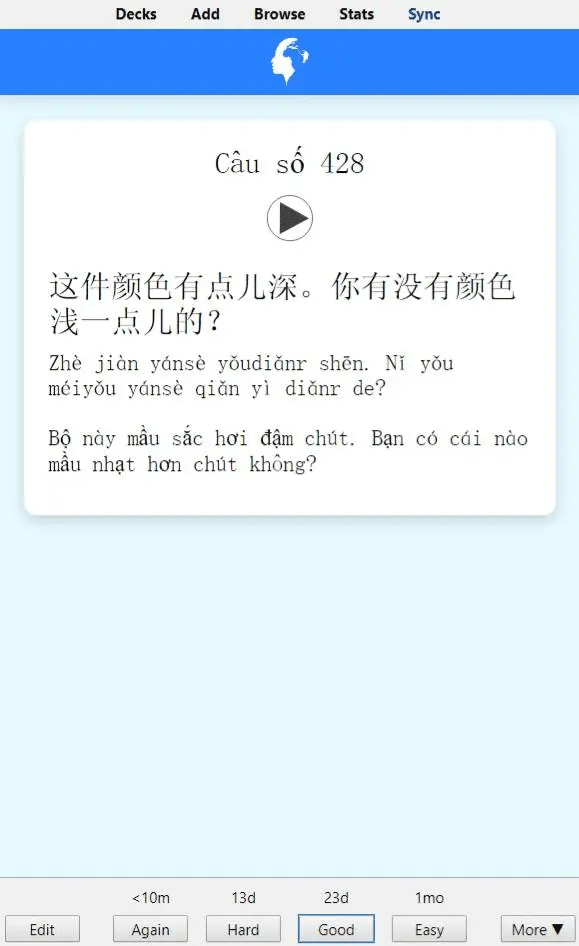 Decks Add Browse Stats Sync
Câu số 428
这件颜色有点儿深。你有没有颜色
浅一点儿的？
Zhè jiàn yánsè yǒudiǎnr shēn. Nǐ yǒu
méiyǒu yánsè qiǎn yì diǎnr de?
Bộ này mầu sắc hơi đậm chút. Bạn có cái nào
mầu nhạt hơn chút không?
<10m 13d 23d 1mo
Edit Again Hard Good Easy More ▼